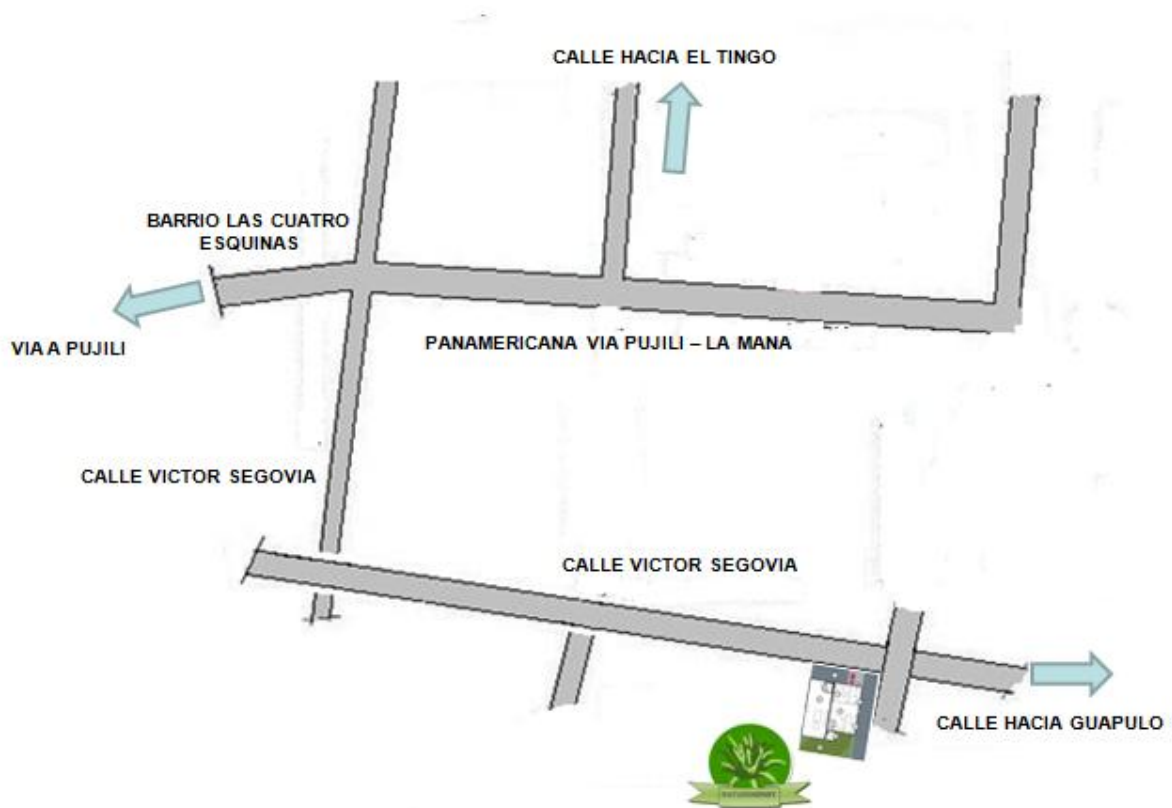 CALLE HACIA EL TINGO
BARRIO LAS CUATRO
ESQUINAS
VIA A PUJILI
PANAMERICANA VIA PUJILI – LA MANA
CALLE VICTOR SEGOVIA
CALLE VICTOR SEGOVIA
CALLE HACIA GUAPULO